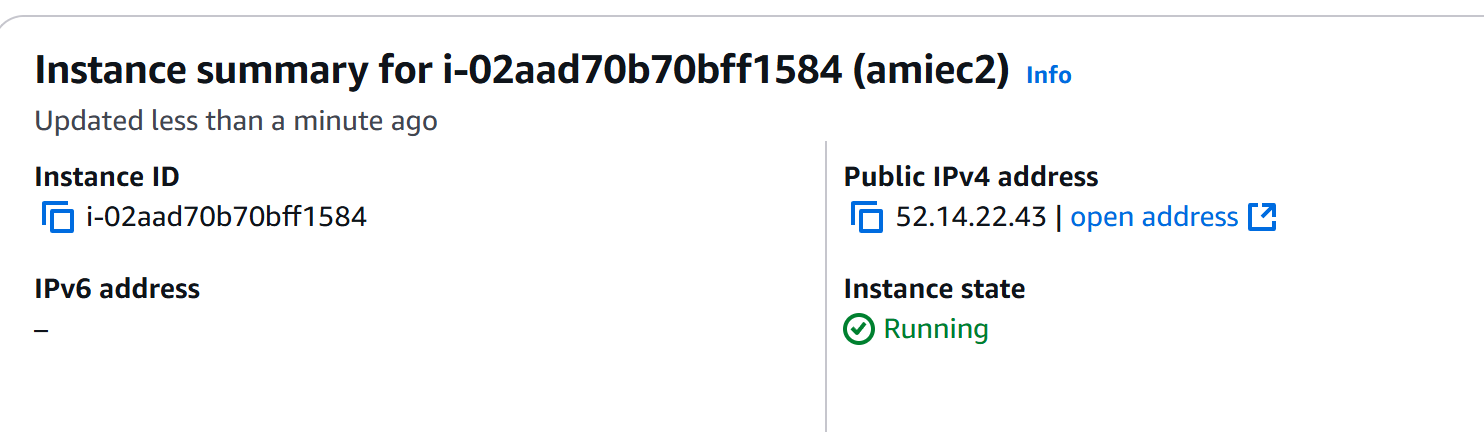 Instance summary for i-02aad70b70bff1584 (amiec2) Info
Updated less than a minute ago
Instance ID
i-02aad70b70bff1584
Public IPv4 address
52.14.22.43 | open address
IPv6 address
–
Instance state
Running